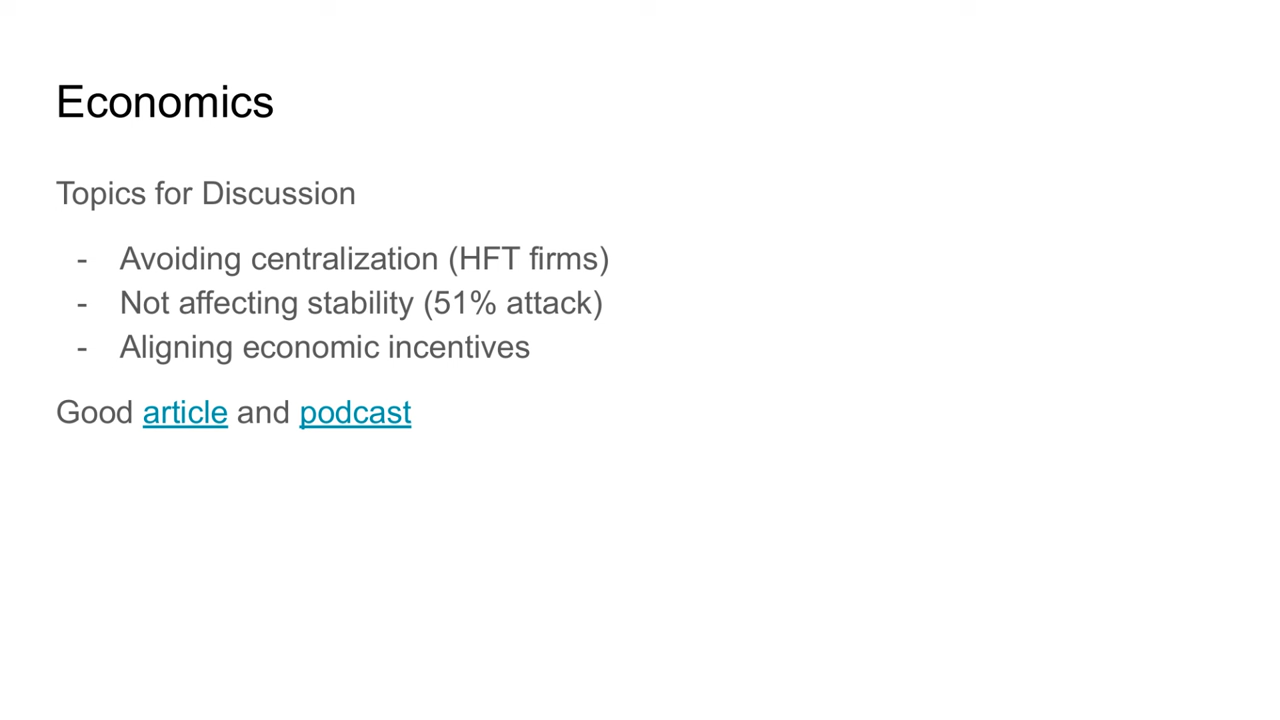 Economics
Topics for Discussion
- Avoiding centralization (HFT firms)
- Not affecting stability (51% attack)
- Aligning economic incentives
Good article and podcast